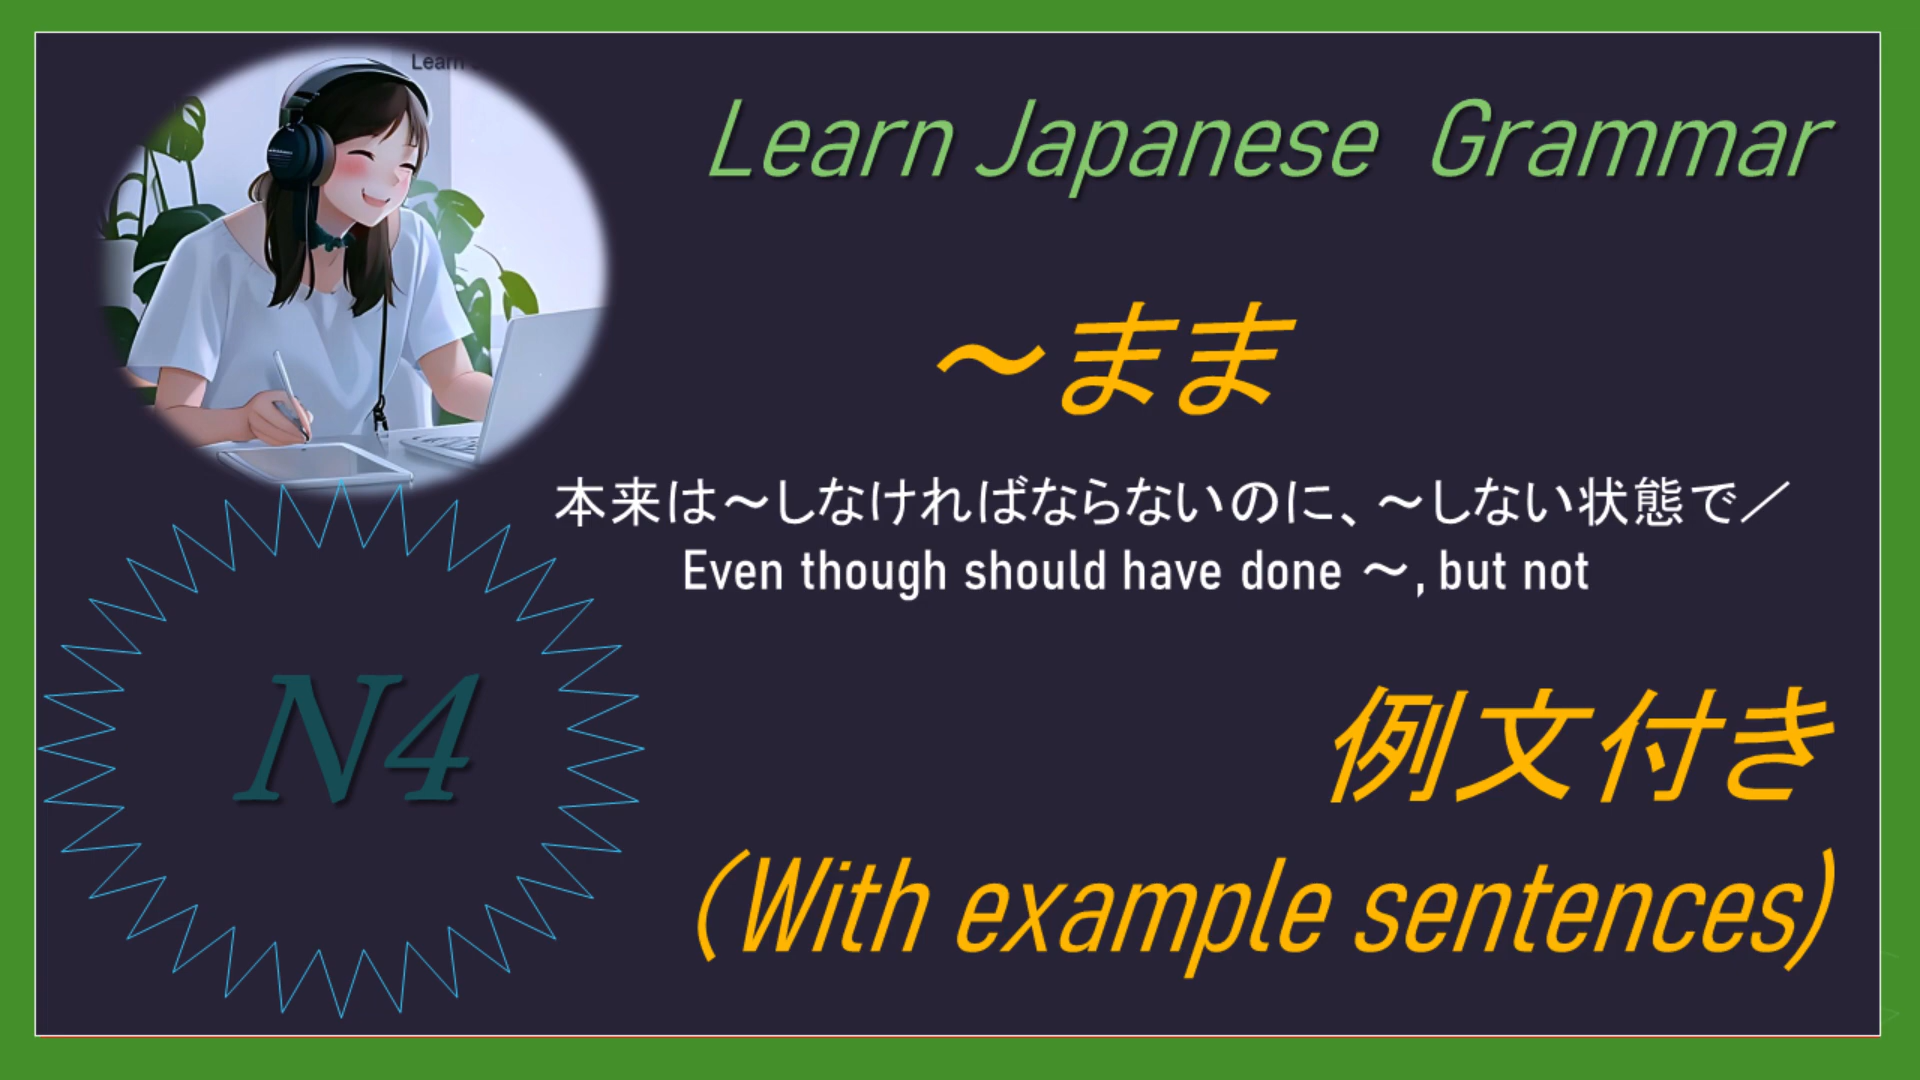 Learn
Learn Japanese Grammar
～まま
本来は～しなければならないのに、～しない状態で／
Even though should have done ～, but not
N4
例文付き
(With example sentences)